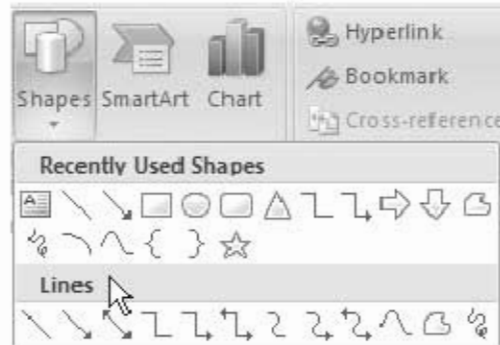 Hyperlink
Bookmark
Shapes SmartArt Chart
Cross-reference
Recently Used Shapes
Lines